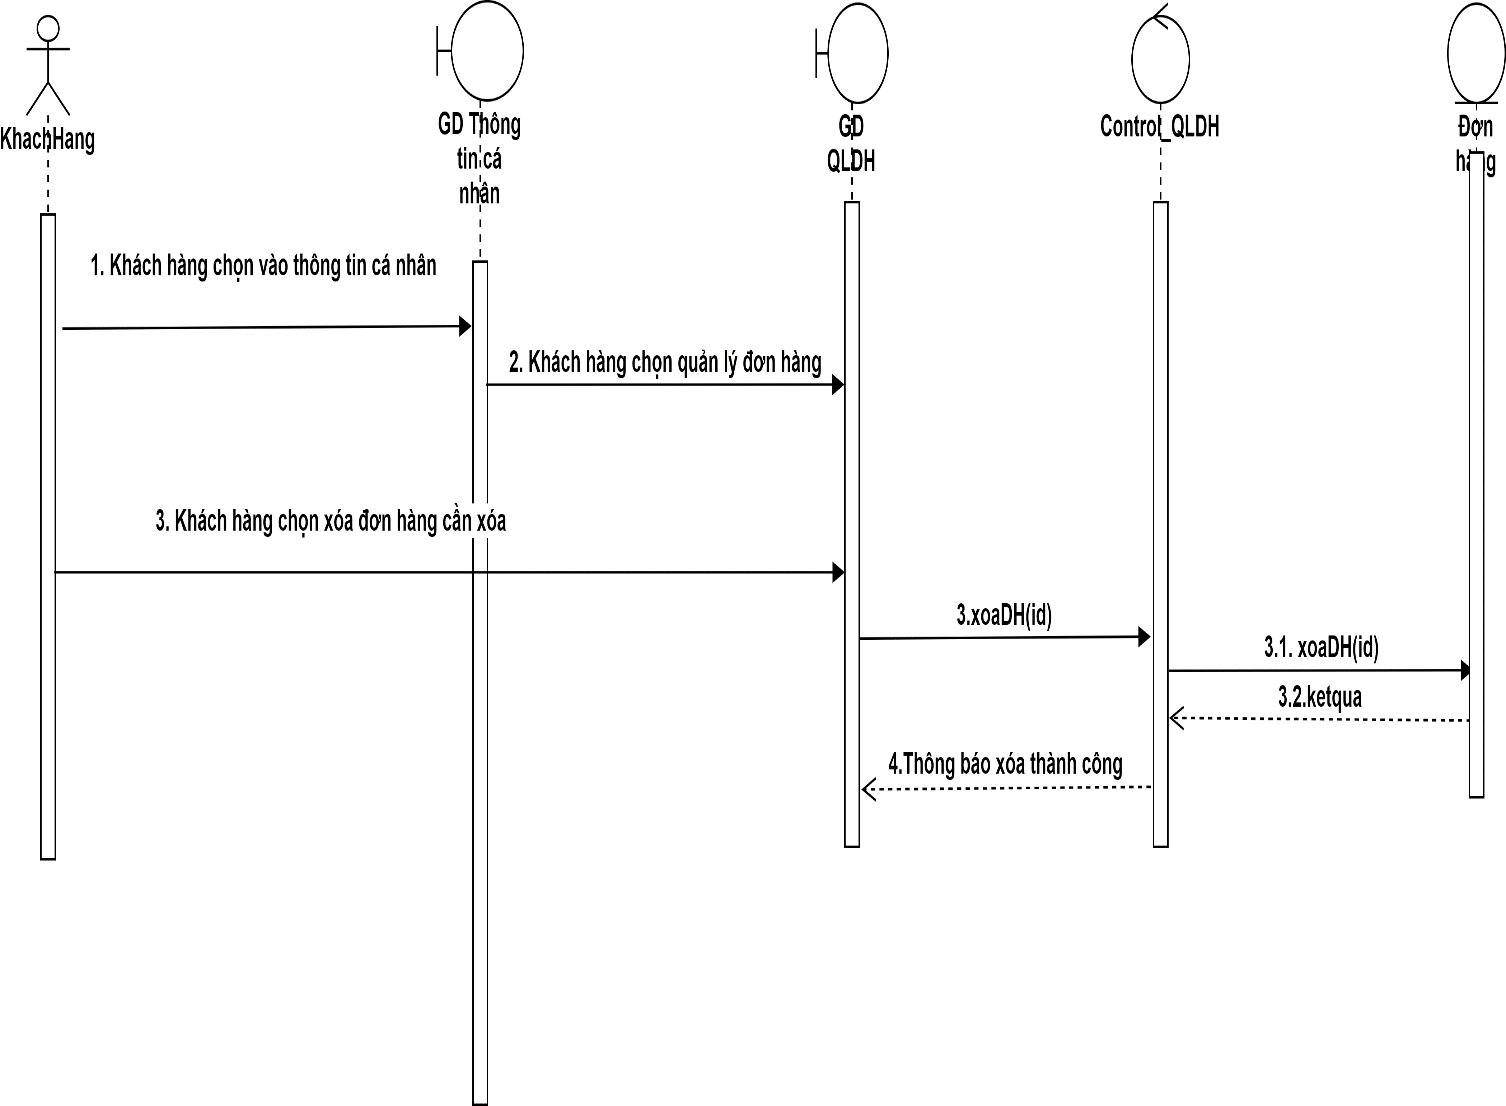 KhachHang
GD Thông
tin cá
nhân
GD
QLDH
Control_QLDH
Đơn
hàng
1. Khách hàng chọn vào thông tin cá nhân
2. Khách hàng chọn quản lý đơn hàng
3. Khách hàng chọn xóa đơn hàng cần xóa
3.xoaDH(id)
3.1. xoaDH(id)
3.2.ketqua
4.Thông báo xóa thành công